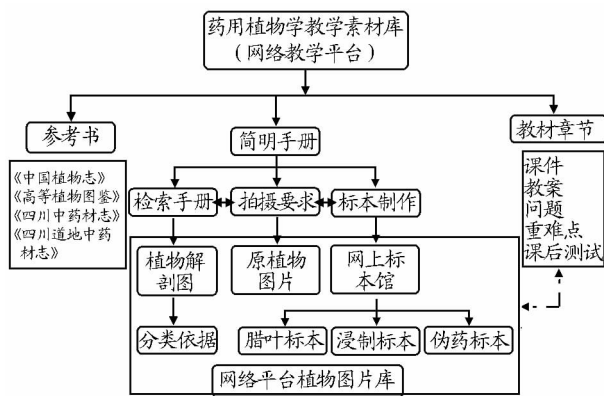 药用植物学教学素材库
(网络教学平台)
参考书
简明手册
教材章节
《中国植物志》
《高等植物图鉴》
《四川中药材志》
《四川道地中药
材志》
检索手册
拍摄要求
标本制作
课件
教案
问题
重难点
课后测试
植物解
剖图
原植物
图片
网上标
本馆
分类依据
腊叶标本
浸制标本
伪药标本
网络平台植物图片库